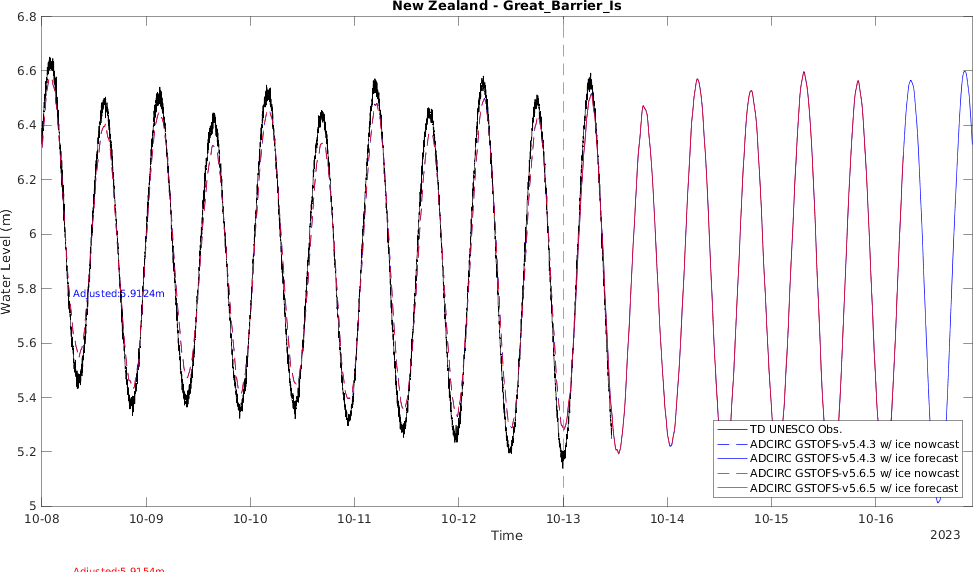 New Zealand - Great_Barrier_Is
6.8
6.6
6.4
6.2
6
5.8
5.6
5.4
5.2
5
Water Level (m)
Adjusted:5.9124m
TD UNESCO Obs.
ADCIRC GSTOFS-v5.4.3 w/ ice nowcast
ADCIRC GSTOFS-v5.4.3 w/ ice forecast
ADCIRC GSTOFS-v5.6.5 w/ ice nowcast
ADCIRC GSTOFS-v5.6.5 w/ ice forecast
10-08 10-09 10-10 10-11 10-12 10-13 10-14 10-15 10-16
Time
2023
Adjusted:5.9154m